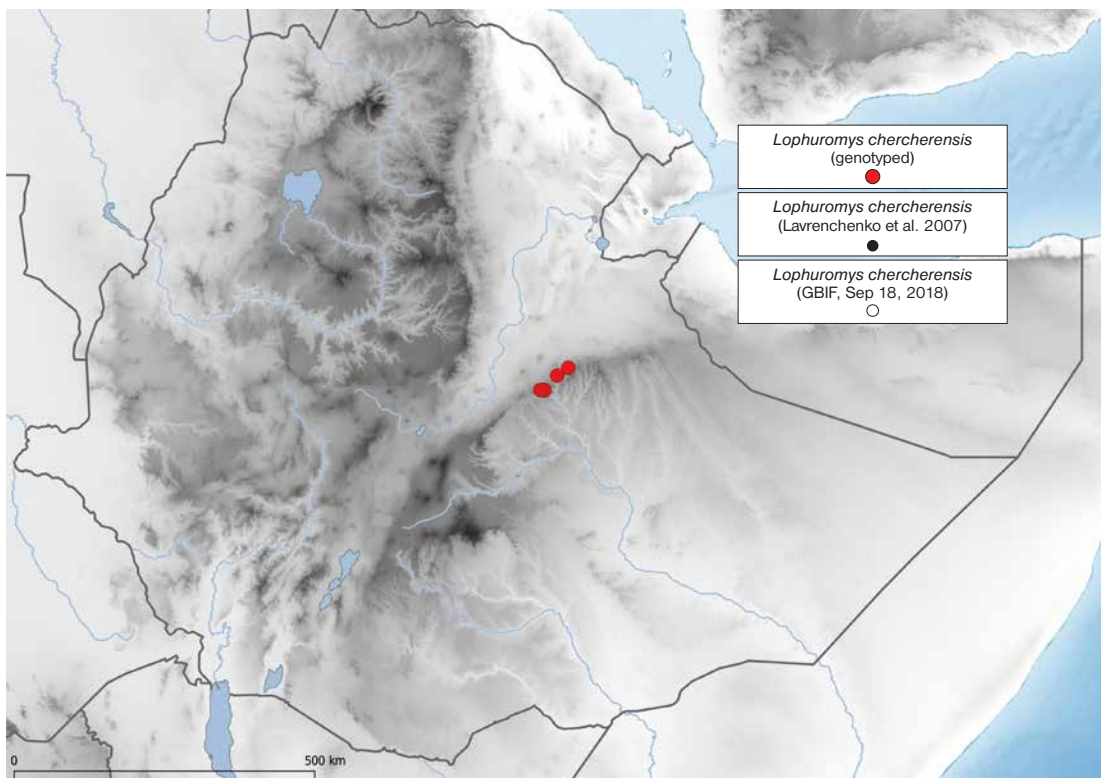 Lophuromys chercherensis
(genotyped)
Lophuromys chercherensis
(Lavrenchenko et al. 2007)
Lophuromys chercherensis
(GBIF, Sep 18, 2018)
0 500 km